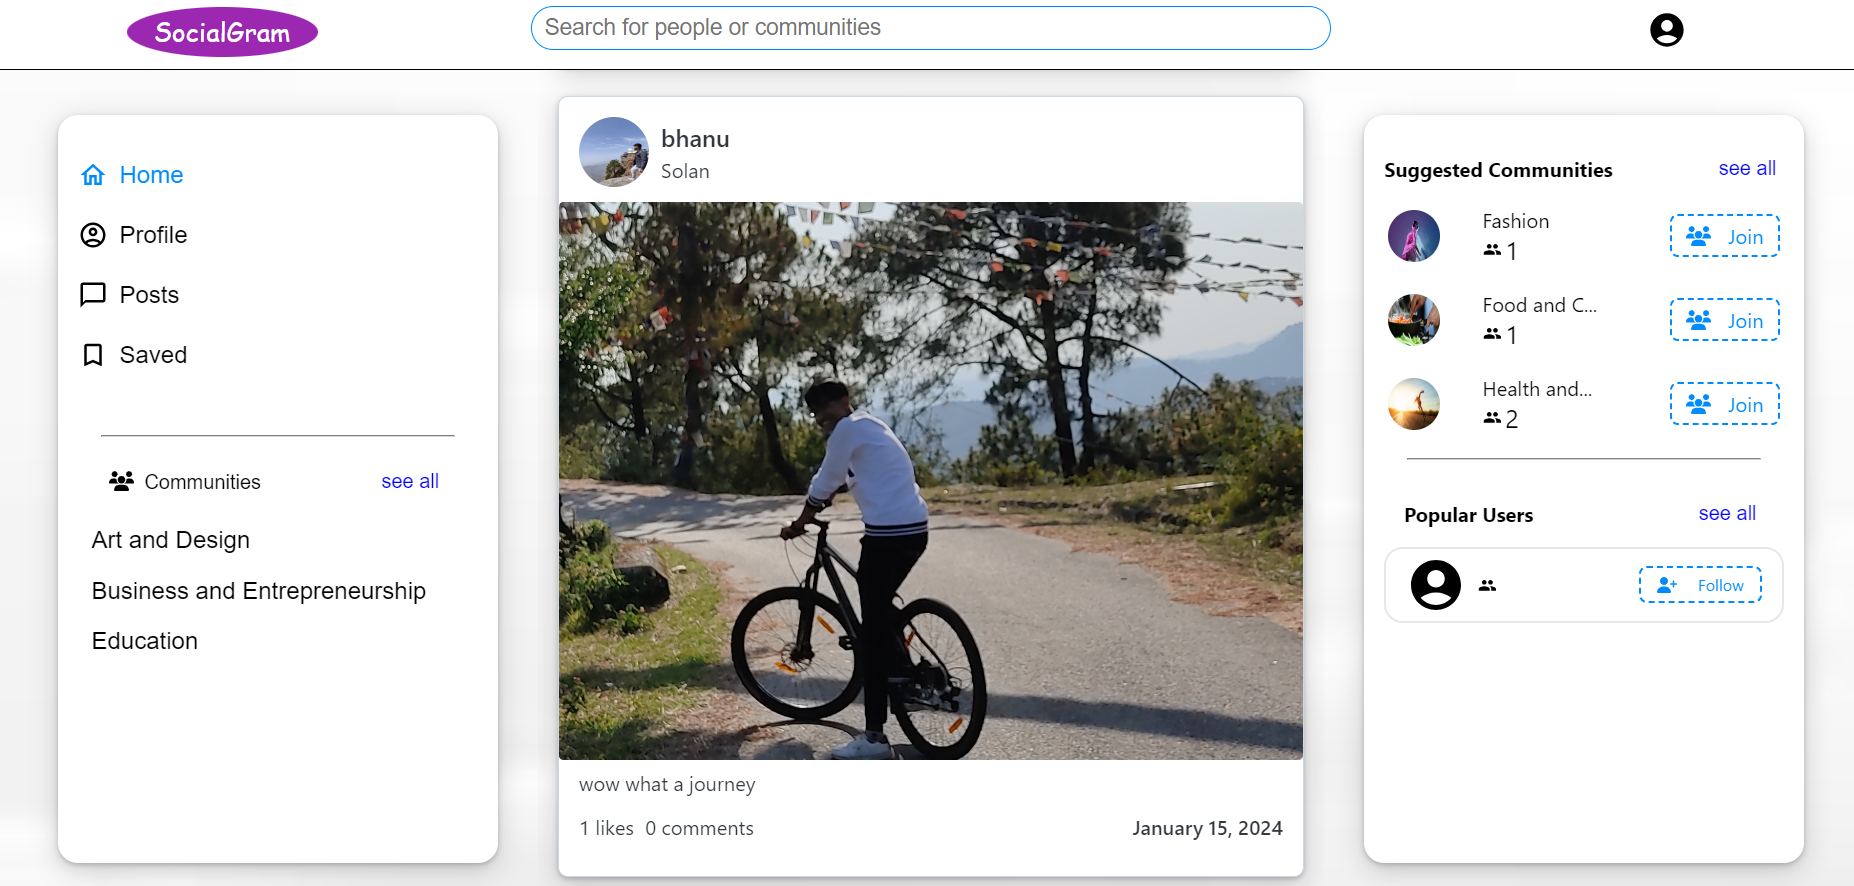 SocialGram
Search for people or communities
Home
Profile
Posts
Saved
Communities
see all
Art and Design
Business and Entrepreneurship
Education
bhanu
Solan
wow what a journey
1 likes 0 comments
January 15, 2024
Suggested Communities
see all
Fashion
1
Join
Food and C...
1
Join
Health and...
2
Join
Popular Users
see all
Follow